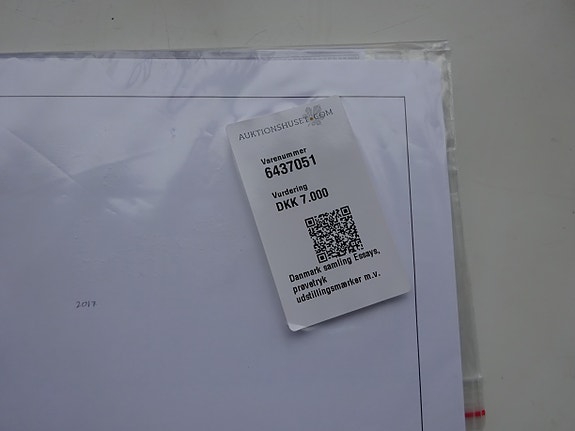 AUKTIONSHUSET.COM
Varenummer
6437051
Vurdering
DKK 7.000
Danmark samling Essays,
prøvetryk
udstillingsmærker m.v.
2017